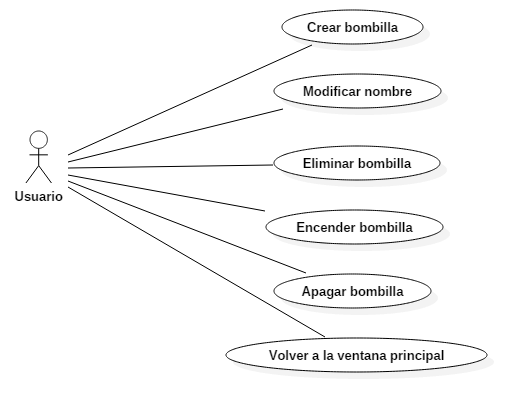 Crear bombilla
Modificar nombre
Eliminar bombilla
Usuario
Encender bombilla
Apagar bombilla
Volver a la ventana principal